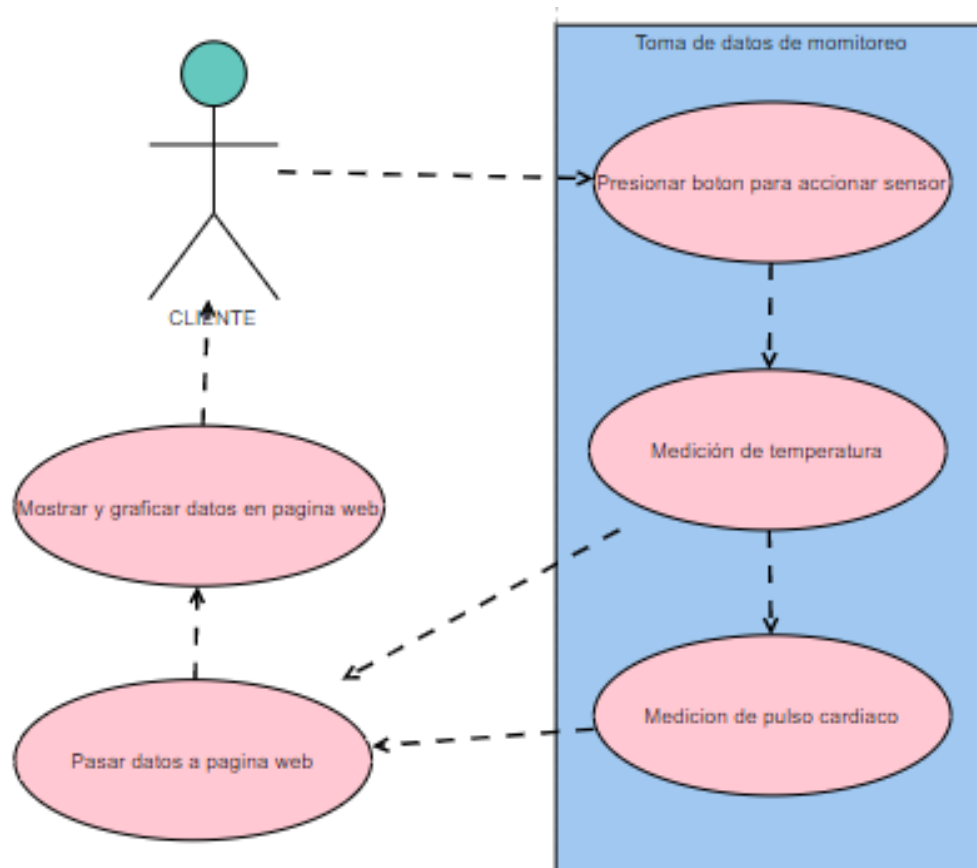 Toma de datos de momitoreo
Presionar boton para accionar sensor
CLIENTE
Medición de temperatura
Mostrar y graficar datos en pagina web
Medicion de pulso cardiaco
Pasar datos a pagina web